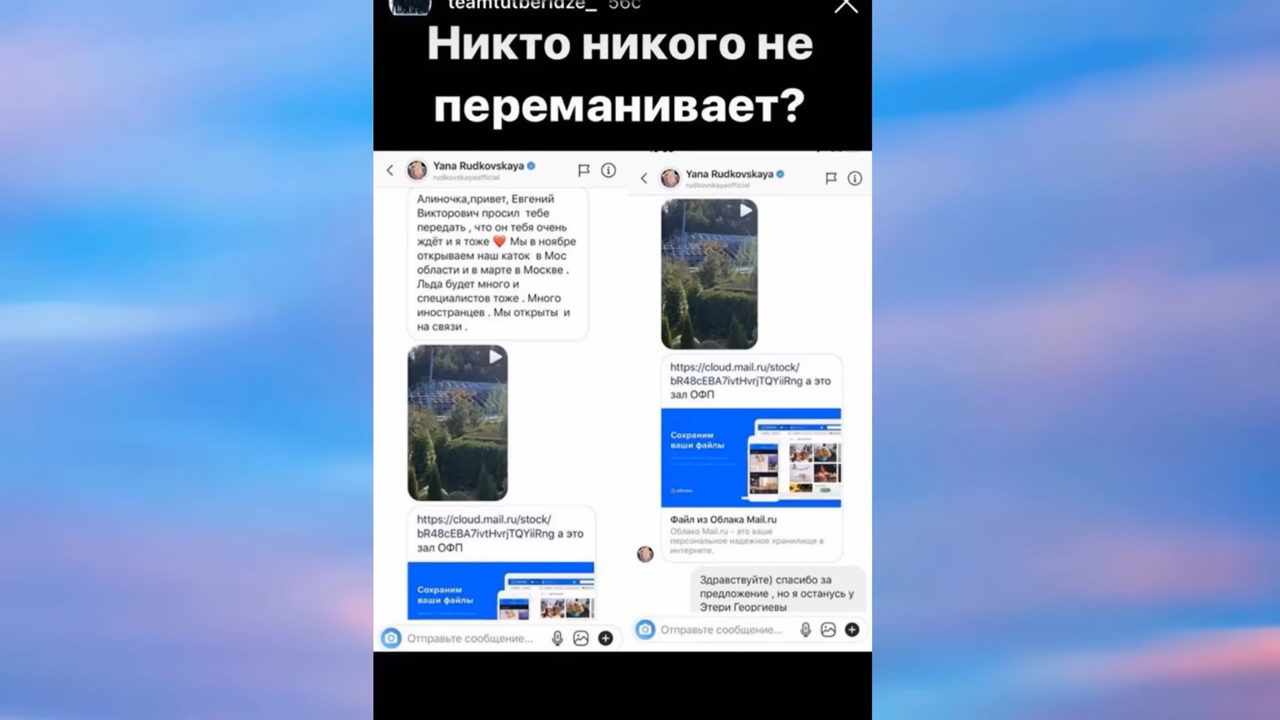 teamtutberidze_ 56с
Никто никого не
переманивает?
Yana Rudkovskaya
rudkovskayaofficial
Алиночка,привет, Евгений
Викторович просил тебе
передать , что он тебя очень
ждёт и я тоже ❤️ Мы в ноябре
открываем наш каток в Мос
области и в марте в Москве .
Льда будет много и
специалистов тоже . Много
иностранцев . Мы открыты и
на связи .
https://cloud.mail.ru/stock/
bR48cEBA7ivtHvrjTQYiiRng а это
зал ОФП
Сохраним
ваши файлы
Отправьте сообщение...
Yana Rudkovskaya
rudkovskayaofficial
https://cloud.mail.ru/stock/
bR48cEBA7ivtHvrjTQYiiRng а это
зал ОФП
Сохраним
ваши файлы
облако
Файл из Облака Mail.ru
Облако Mail.ru - это ваше
персональное надежное хранилище в
интернете.
Здравствуйте) спасибо за
предложение , но я останусь у
Этери Георгиевы
Отправьте сообщение...